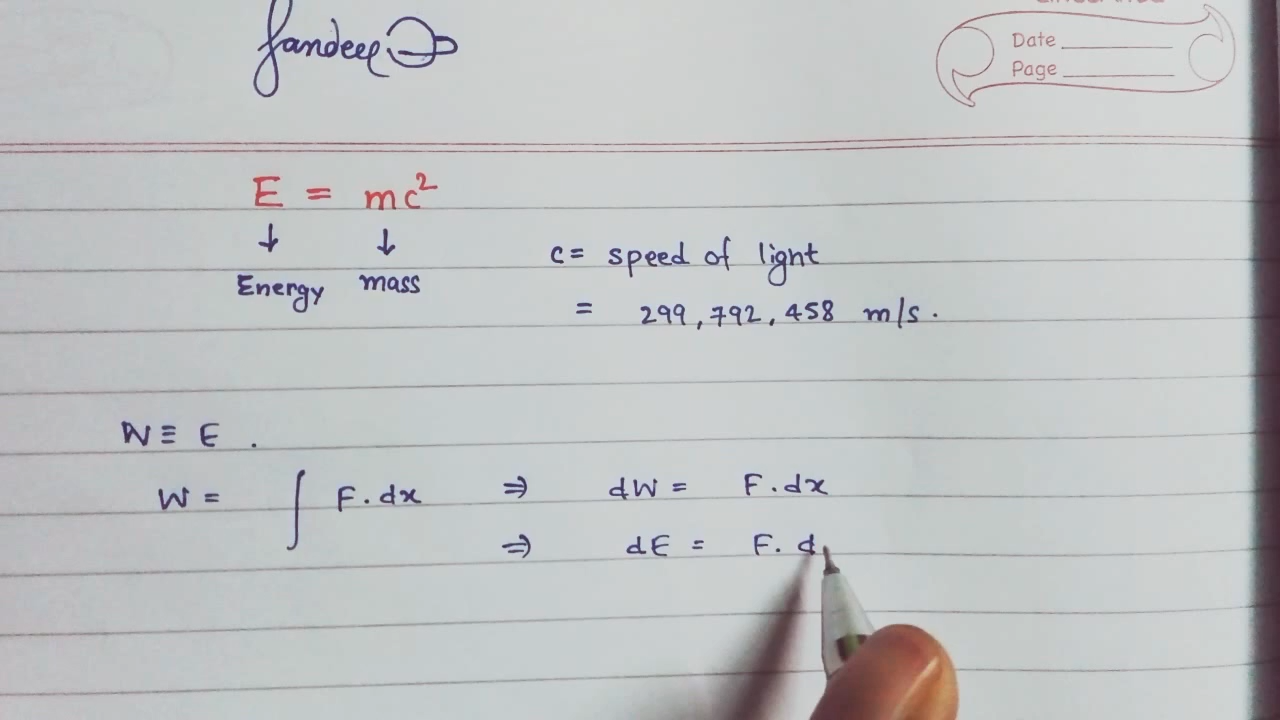 Sandeep
Date
Page
E = mc²
↓ ↓
Energy mass
c = speed of light
= 299,792,458 m/s.
W ≡ E .
W = ∫ F.dx ⇒ dW = F.dx
⇒ dE = F. d